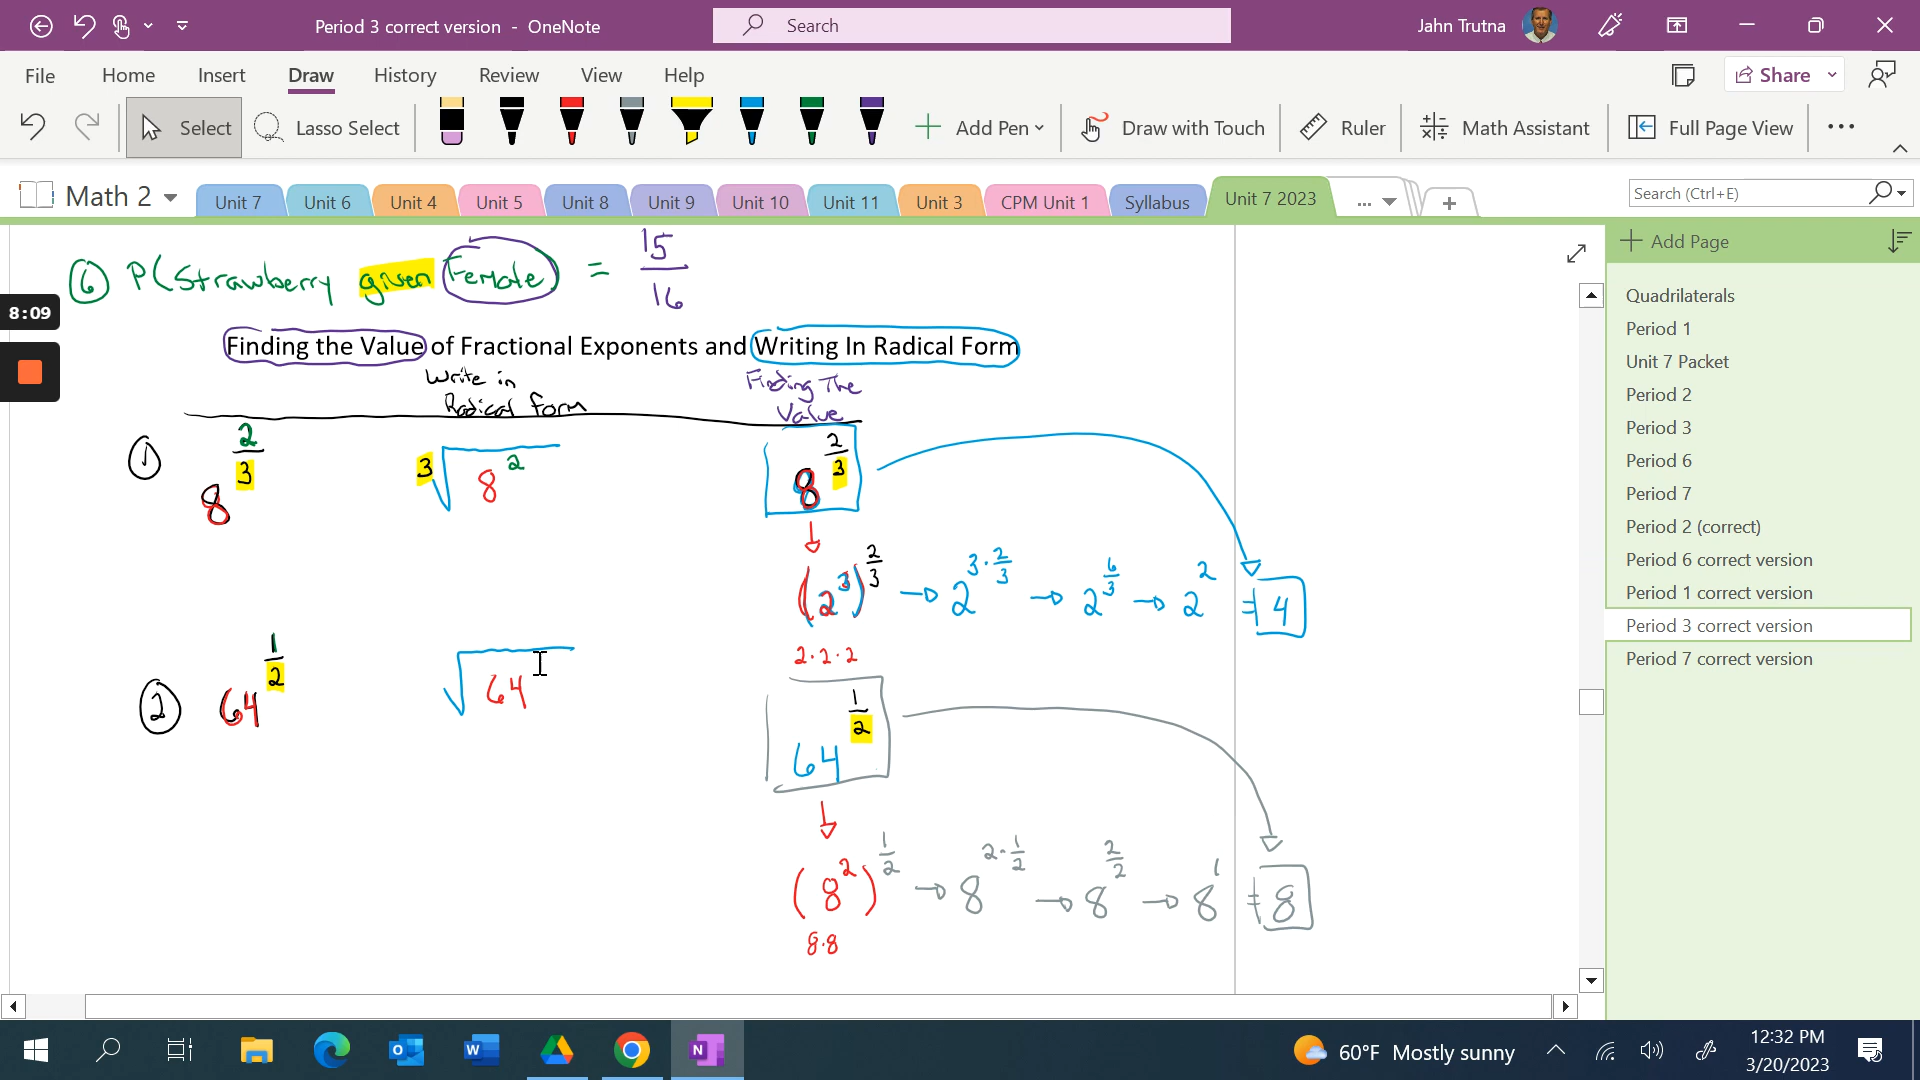 Period 3 correct version - OneNote
Search
Jahn Trutna
File Home Insert Draw History Review View Help
Share
Select Lasso Select Add Pen Draw with Touch Ruler Math Assistant Full Page View
Math 2 Unit 7 Unit 6 Unit 4 Unit 5 Unit 8 Unit 9 Unit 10 Unit 11 Unit 3 CPM Unit 1 Syllabus Unit 7 2023 ... +
Search (Ctrl+E)
Add Page
Quadrilaterals
Period 1
Unit 7 Packet
Period 2
Period 3
Period 6
Period 7
Period 2 (correct)
Period 6 correct version
Period 1 correct version
Period 3 correct version
Period 7 correct version
8:09
⑥ P(Strawberry given Female) = 15/16
Finding the Value of Fractional Exponents and Writing In Radical Form
Write in Radical form
Finding The Value
① 8^(2/3) ³√8² 8^(2/3)
(2³)^(2/3) → 2^(3·2/3) → 2^(6/3) → 2² = 4
2·2·2
② 64^(1/2) √64 64^(1/2)
(8²)^(1/2) → 8^(2·1/2) → 8^(2/2) → 8^1 = 8
8·8
60°F Mostly sunny
12:32 PM
3/20/2023